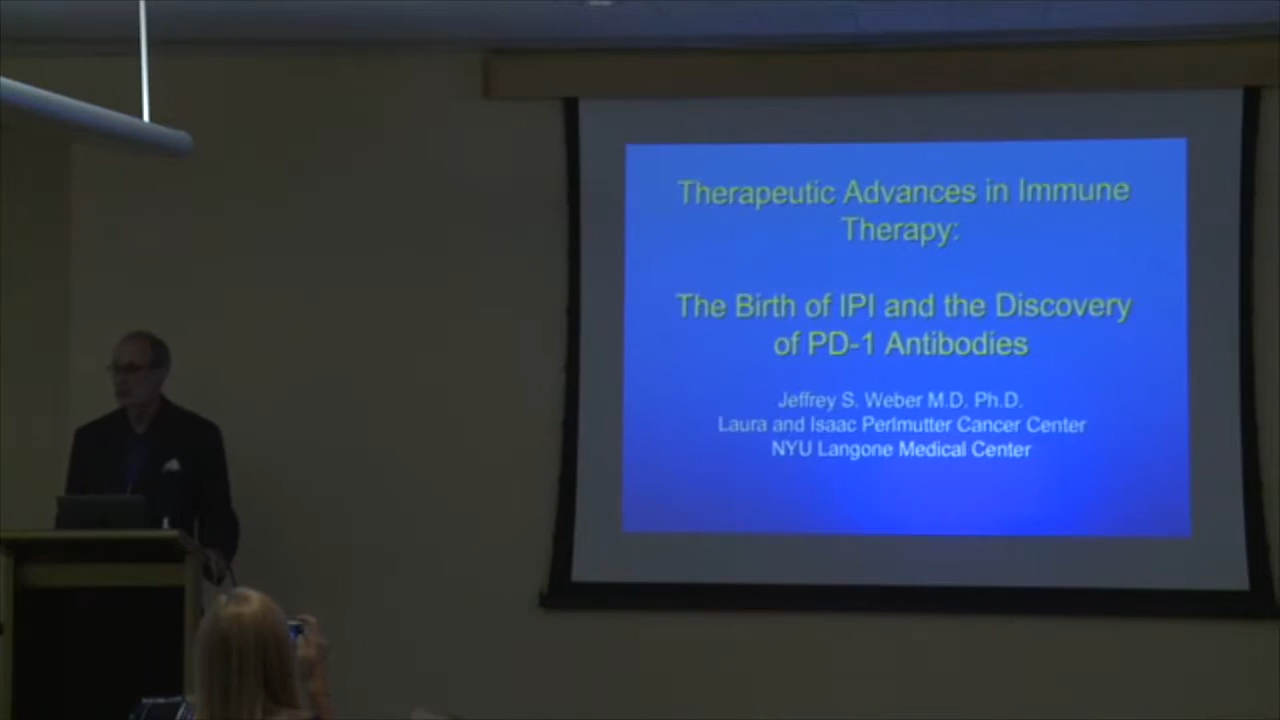 Therapeutic Advances in Immune
Therapy:
The Birth of IPI and the Discovery
of PD-1 Antibodies
Jeffrey S. Weber M.D. Ph.D.
Laura and Isaac Perlmutter Cancer Center
NYU Langone Medical Center